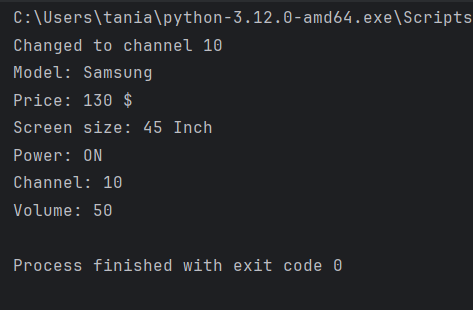 C:\Users\tania\python-3.12.0-amd64.exe\Scripts
Changed to channel 10
Model: Samsung
Price: 130 $
Screen size: 45 Inch
Power: ON
Channel: 10
Volume: 50
Process finished with exit code 0